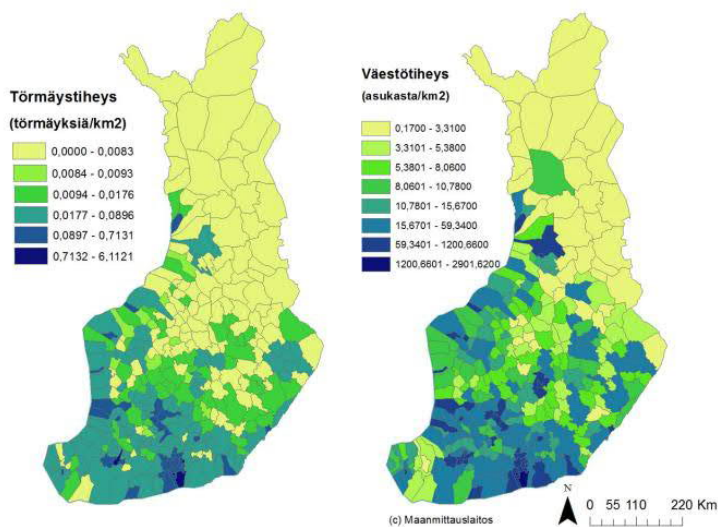 Törmäystiheys
(törmäyksiä/km2)
0,0000 - 0,0083
0,0084 - 0,0093
0,0094 - 0,0176
0,0177 - 0,0896
0,0897 - 0,7131
0,7132 - 6,1121
Väestötiheys
(asukasta/km2)
0,1700 - 3,3100
3,3101 - 5,3800
5,3801 - 8,0600
8,0601 - 10,7800
10,7801 - 15,6700
15,6701 - 59,3400
59,3401 - 1200,6600
1200,6601 - 2901,6200
N
0 55 110 220 Km
(c) Maanmittauslaitos